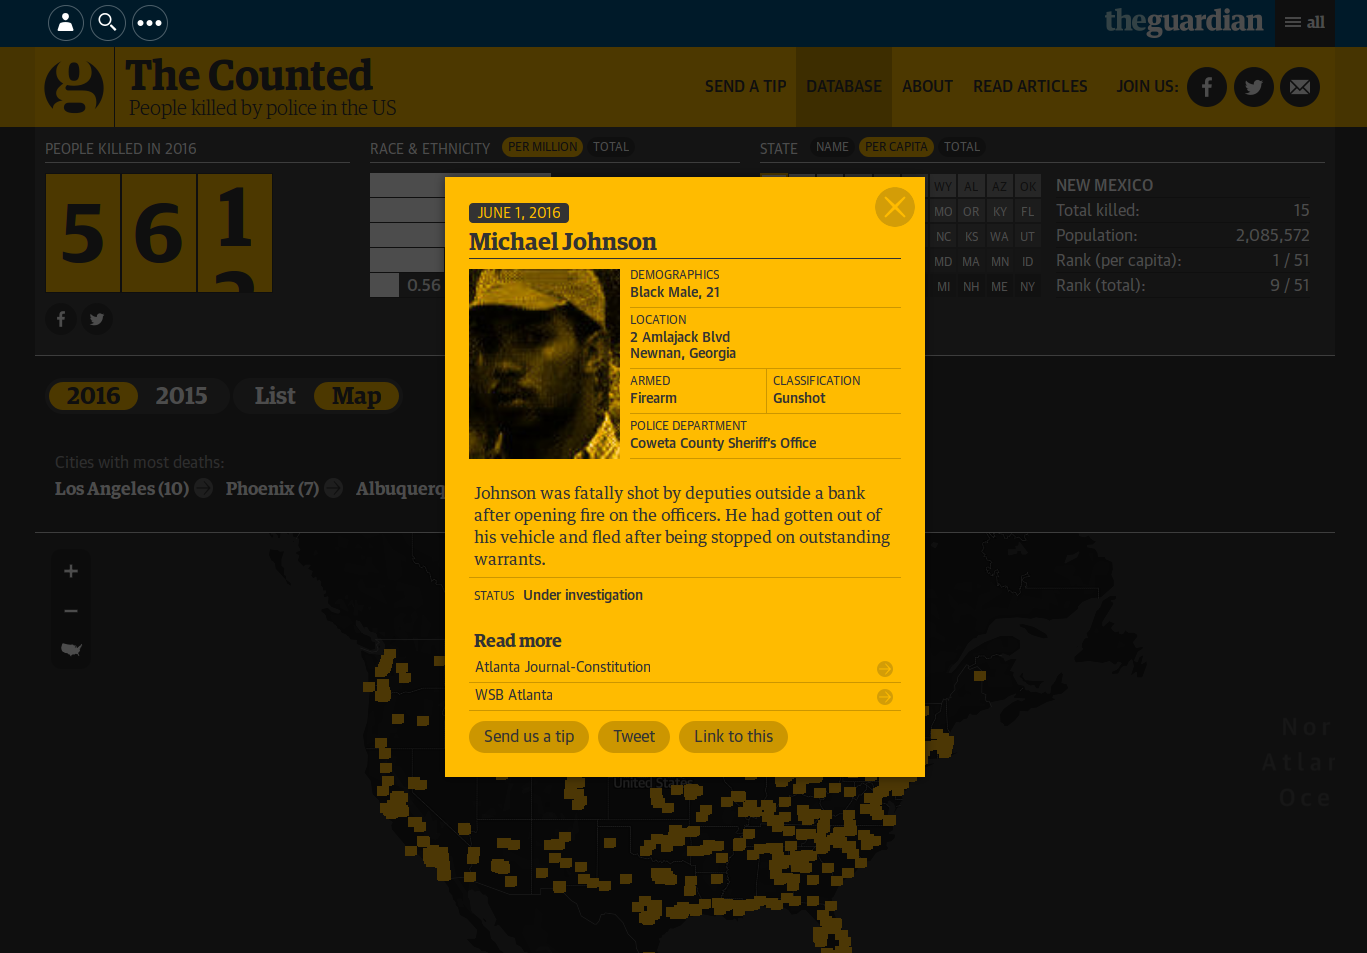 theguardian
all
The Counted
People killed by police in the US
SEND A TIP
DATABASE
ABOUT
READ ARTICLES
JOIN US:
PEOPLE KILLED IN 2016
5 6 1
RACE & ETHNICITY
PER MILLION
TOTAL
0.56
STATE
NAME
PER CAPITA
TOTAL
WY AL AZ OK
MO OR KY FL
NC KS WA UT
MD MA MN ID
MI NH ME NY
NEW MEXICO
Total killed: 15
Population: 2,085,572
Rank (per capita): 1 / 51
Rank (total): 9 / 51
2016 2015
List Map
Cities with most deaths:
Los Angeles (10) Phoenix (7) Albuquerq
JUNE 1, 2016
Michael Johnson
DEMOGRAPHICS
Black Male, 21
LOCATION
2 Amlajack Blvd
Newnan, Georgia
ARMED
Firearm
CLASSIFICATION
Gunshot
POLICE DEPARTMENT
Coweta County Sheriff's Office
Johnson was fatally shot by deputies outside a bank
after opening fire on the officers. He had gotten out of
his vehicle and fled after being stopped on outstanding
warrants.
STATUS Under investigation
Read more
Atlanta Journal-Constitution
WSB Atlanta
Send us a tip
Tweet
Link to this
United States
Nor
Atlan
Oce